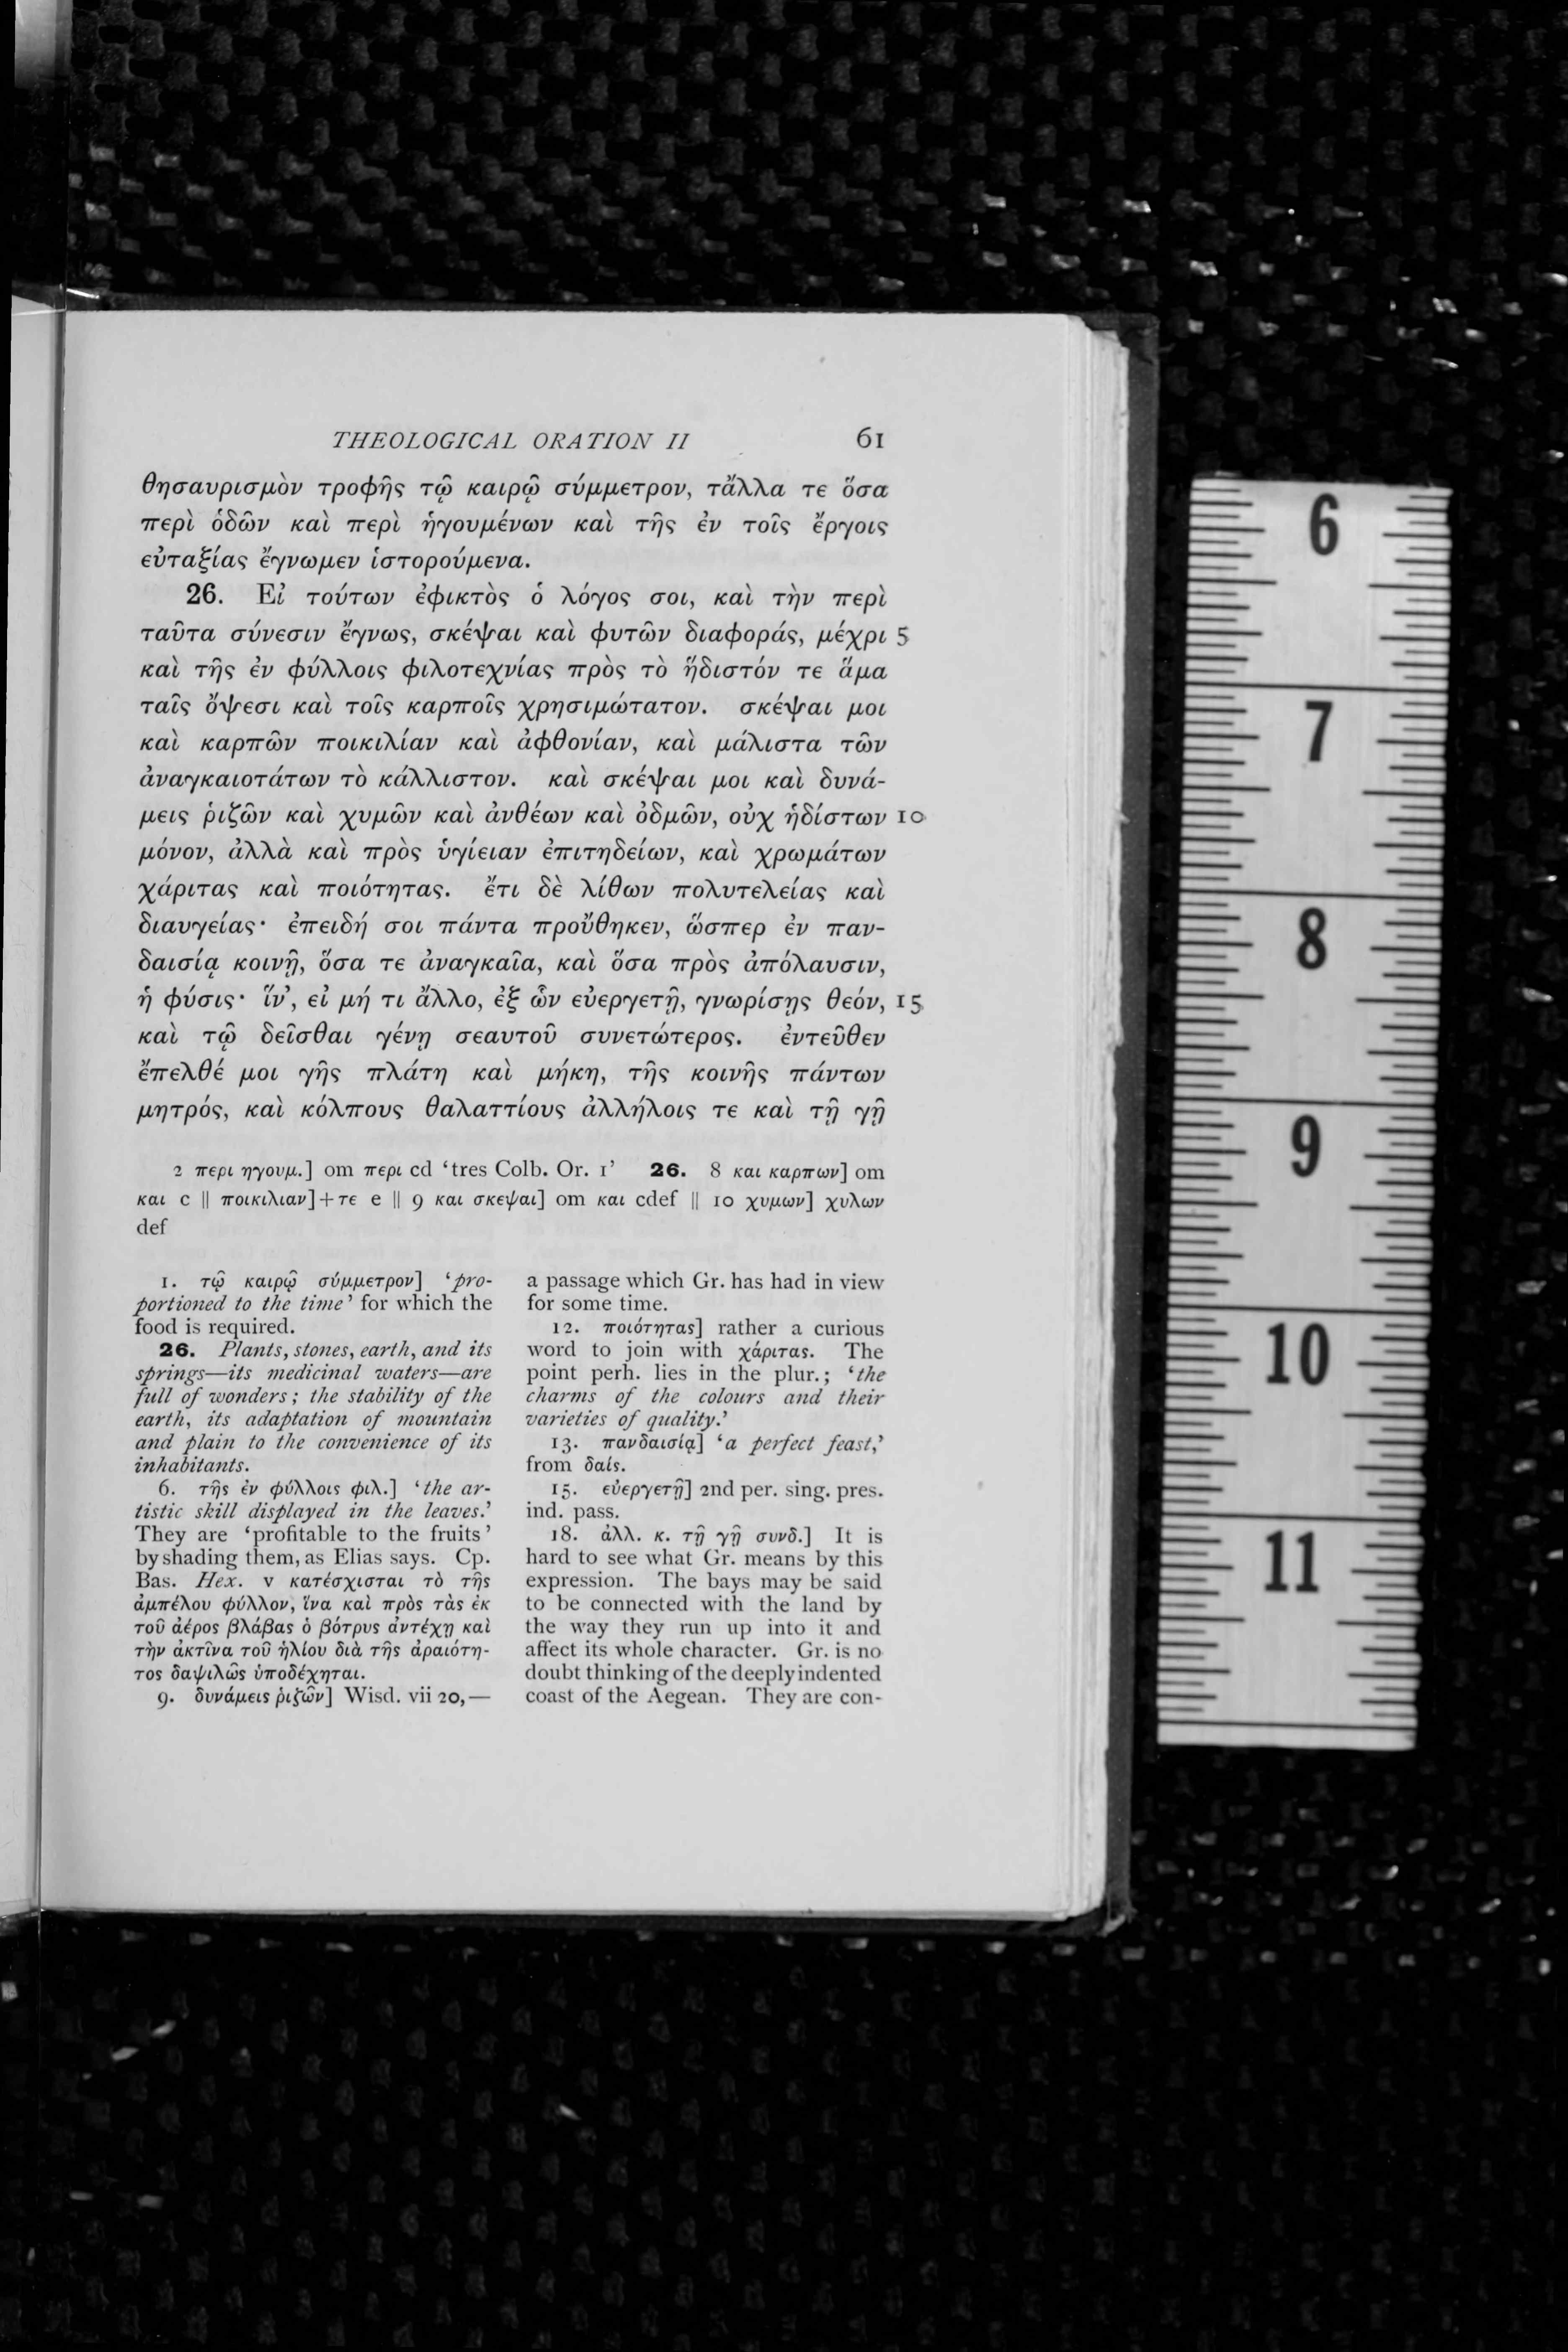 THEOLOGICAL ORATION II 61
θησαυρισμὸν τροφῆς τῷ καιρῷ σύμμετρον, τἄλλα τε ὅσα
περὶ ὁδῶν καὶ περὶ ἡγουμένων καὶ τῆς ἐν τοῖς ἔργοις
εὐταξίας ἔγνωμεν ἱστορούμενα.
26. Εἰ τούτων ἐφικτὸς ὁ λόγος σοι, καὶ τὴν περὶ
ταῦτα σύνεσιν ἔγνως, σκέψαι καὶ φυτῶν διαφοράς, μέχρι 5
καὶ τῆς ἐν φύλλοις φιλοτεχνίας πρὸς τὸ ἥδιστόν τε ἅμα
ταῖς ὄψεσι καὶ τοῖς καρποῖς χρησιμώτατον. σκέψαι μοι
καὶ καρπῶν ποικιλίαν καὶ ἀφθονίαν, καὶ μάλιστα τῶν
ἀναγκαιοτάτων τὸ κάλλιστον. καὶ σκέψαι μοι καὶ δυνά-
μεις ῥιζῶν καὶ χυμῶν καὶ ἀνθέων καὶ ὀδμῶν, οὐχ ἡδίστων 10
μόνον, ἀλλὰ καὶ πρὸς ὑγίειαν ἐπιτηδείων, καὶ χρωμάτων
χάριτας καὶ ποιότητας. ἔτι δὲ λίθων πολυτελείας καὶ
διαυγείας· ἐπειδή σοι πάντα προὔθηκεν, ὥσπερ ἐν παν-
δαισίᾳ κοινῇ, ὅσα τε ἀναγκαῖα, καὶ ὅσα πρὸς ἀπόλαυσιν,
ἡ φύσις· ἵν’, εἰ μή τι ἄλλο, ἐξ ὧν εὐεργετῇ, γνωρίσῃς θεόν, 15
καὶ τῷ δεῖσθαι γένῃ σεαυτοῦ συνετώτερος. ἐντεῦθεν
ἔπελθέ μοι γῆς πλάτη καὶ μήκη, τῆς κοινῆς πάντων
μητρός, καὶ κόλπους θαλαττίους ἀλλήλοις τε καὶ τῇ γῇ
2 περι ηγουμ.] om περι cd ‘tres Colb. Or. 1’ 26. 8 και καρπων] om
και c || ποικιλιαν]+τε e || 9 και σκεψαι] om και cdef || 10 χυμων] χυλων
def
1. τῷ καιρῷ σύμμετρον] ‘pro-
portioned to the time’ for which the
food is required.
26. Plants, stones, earth, and its
springs—its medicinal waters—are
full of wonders; the stability of the
earth, its adaptation of mountain
and plain to the convenience of its
inhabitants.
6. τῆς ἐν φύλλοις φιλ.] ‘the ar-
tistic skill displayed in the leaves.’
They are ‘profitable to the fruits’
by shading them, as Elias says. Cp.
Bas. Hex. v κατέσχισται τὸ τῆς
ἀμπέλου φύλλον, ἵνα καὶ πρὸς τὰς ἐκ
τοῦ ἀέρος βλάβας ὁ βότρυς ἀντέχῃ καὶ
τὴν ἀκτῖνα τοῦ ἡλίου διὰ τῆς ἀραιότη-
τος δαψιλῶς ὑποδέχηται.
9. δυνάμεις ῥιζῶν] Wisd. vii 20,—
a passage which Gr. has had in view
for some time.
12. ποιότητας] rather a curious
word to join with χάριτας. The
point perh. lies in the plur.; ‘the
charms of the colours and their
varieties of quality.’
13. πανδαισίᾳ] ‘a perfect feast,’
from δαίς.
15. εὐεργετῇ] 2nd per. sing. pres.
ind. pass.
18. ἀλλ. κ. τῇ γῇ συνδ.] It is
hard to see what Gr. means by this
expression. The bays may be said
to be connected with the land by
the way they run up into it and
affect its whole character. Gr. is no
doubt thinking of the deeply indented
coast of the Aegean. They are con-
6
7
8
9
10
11